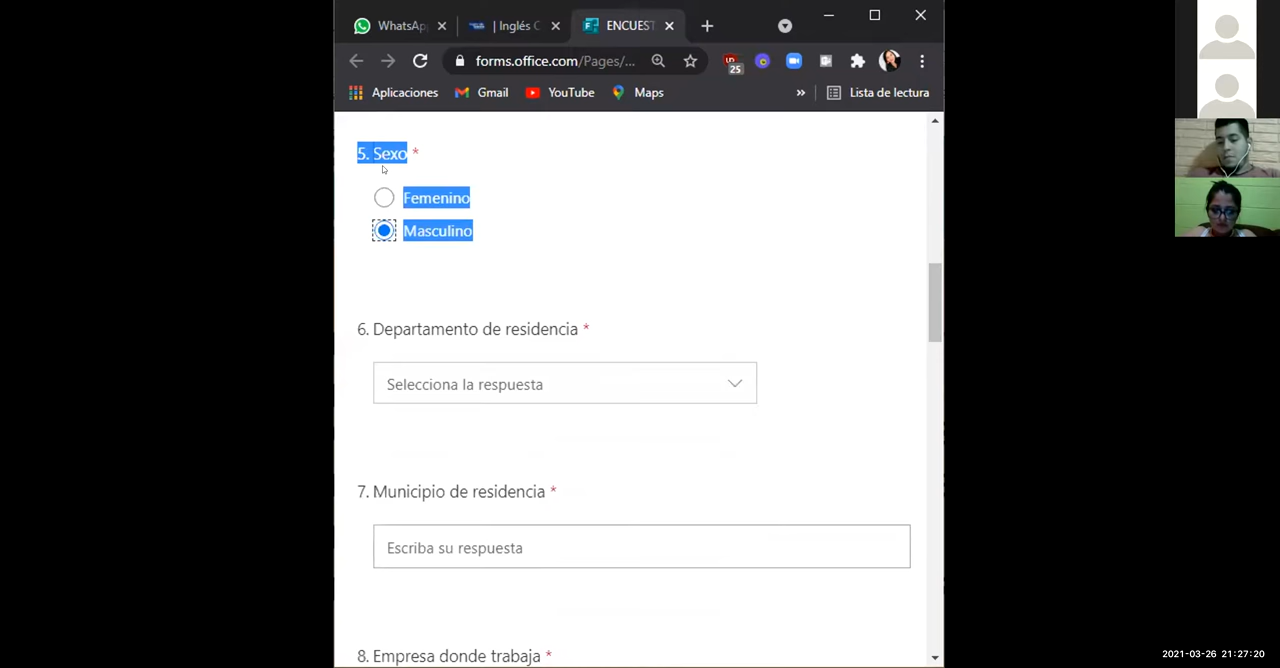 WhatsAp
| Inglés C
ENCUEST
forms.office.com/Pages/...
25
Aplicaciones
Gmail
YouTube
Maps
»
Lista de lectura
5. Sexo *
Femenino
Masculino
6. Departamento de residencia *
Selecciona la respuesta
7. Municipio de residencia *
Escriba su respuesta
8. Empresa donde trabaja *
2021-03-26 21:27:20